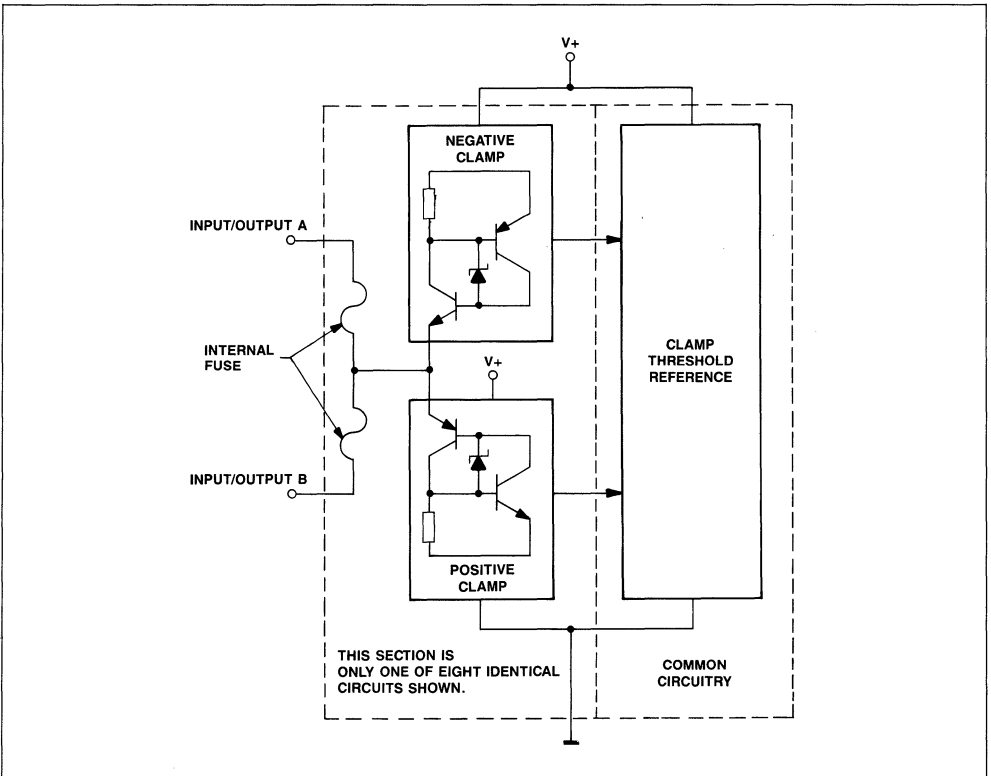 V+
NEGATIVE
CLAMP
INPUT/OUTPUT A
INTERNAL
FUSE
CLAMP
THRESHOLD
REFERENCE
V+
INPUT/OUTPUT B
POSITIVE
CLAMP
THIS SECTION IS
ONLY ONE OF EIGHT IDENTICAL
CIRCUITS SHOWN.
COMMON
CIRCUITRY